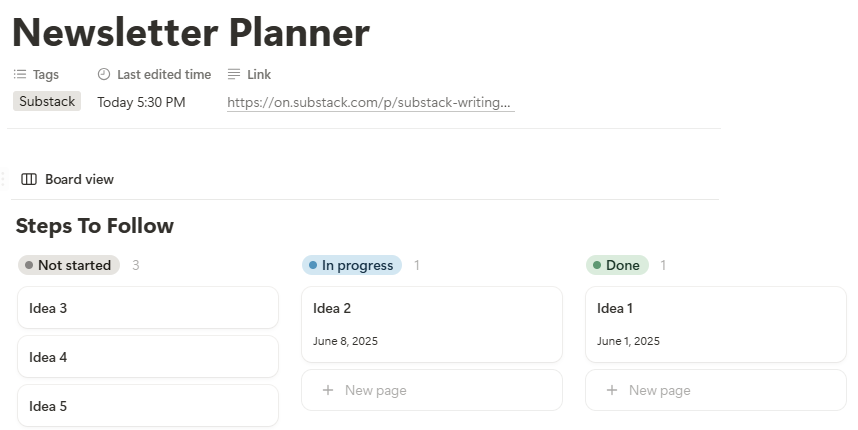 Newsletter Planner
Tags Last edited time Link
Substack Today 5:30 PM https://on.substack.com/p/substack-writing...
Board view
Steps To Follow
Not started 3 In progress 1 Done 1
Idea 3 Idea 2 Idea 1
June 8, 2025 June 1, 2025
Idea 4
New page New page
Idea 5